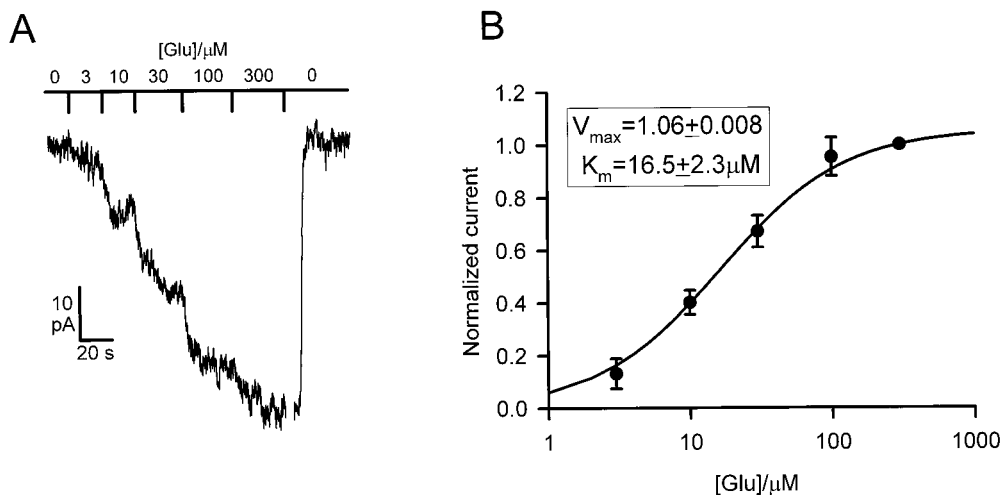 A
[Glu]/μM
0 3 10 30 100 300 0
10
pA
20 s
B
V_max=1.06±0.008
K_m=16.5±2.3μM
Normalized current
1.2
1.0
0.8
0.6
0.4
0.2
0.0
1 10 100 1000
[Glu]/μM